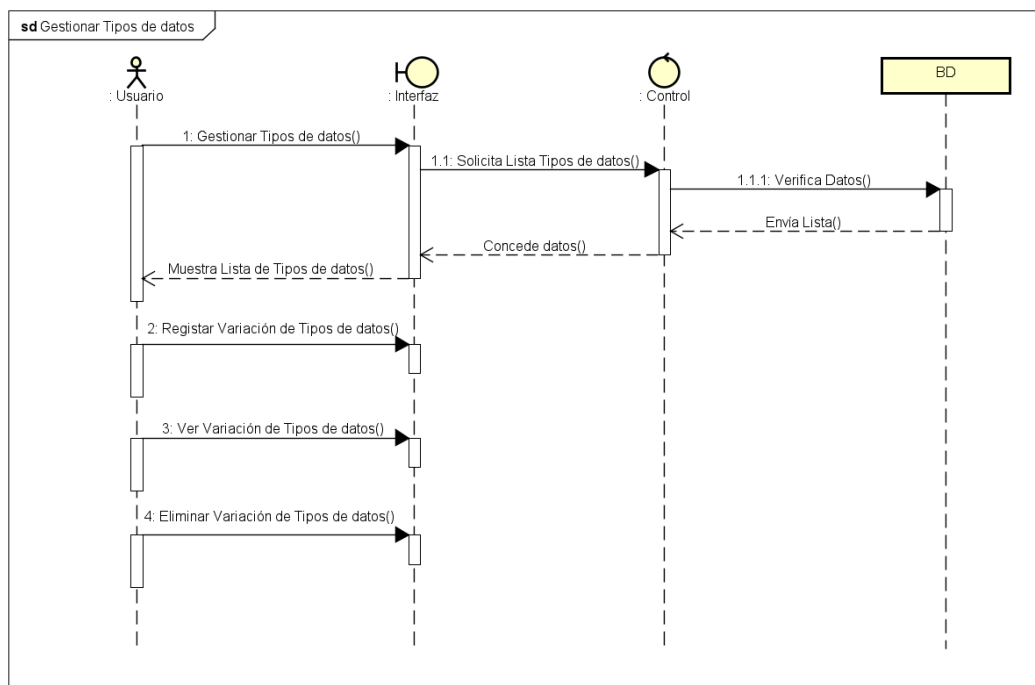 sd Gestionar Tipos de datos
: Usuario
: Interfaz
: Control
BD
1: Gestionar Tipos de datos()
1.1: Solicita Lista Tipos de datos()
1.1.1: Verifica Datos()
Envía Lista()
Concede datos()
Muestra Lista de Tipos de datos()
2: Registar Variación de Tipos de datos()
3: Ver Variación de Tipos de datos()
4: Eliminar Variación de Tipos de datos()